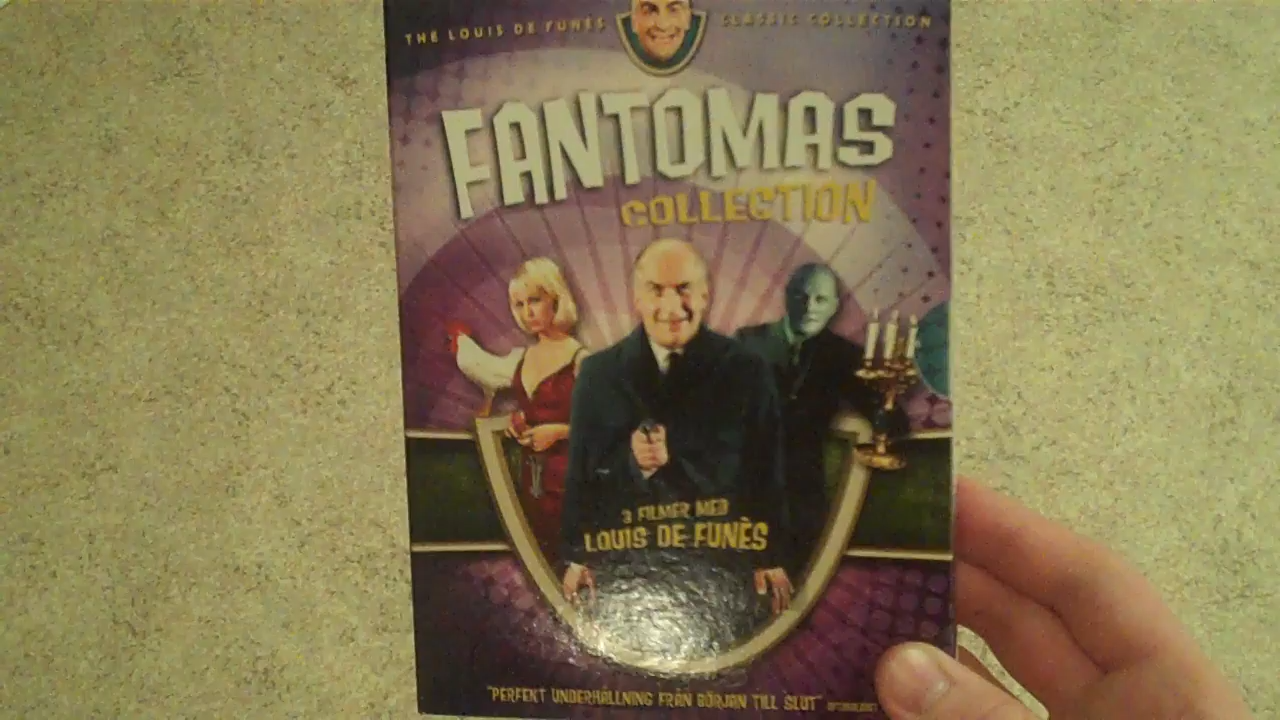 THE LOUIS DE FUNÈS CLASSIC COLLECTION
FANTOMAS
COLLECTION
3 FILMER MED
LOUIS DE FUNÈS
"PERFEKT UNDERHÅLLNING FRÅN BÖRJAN TILL SLUT"